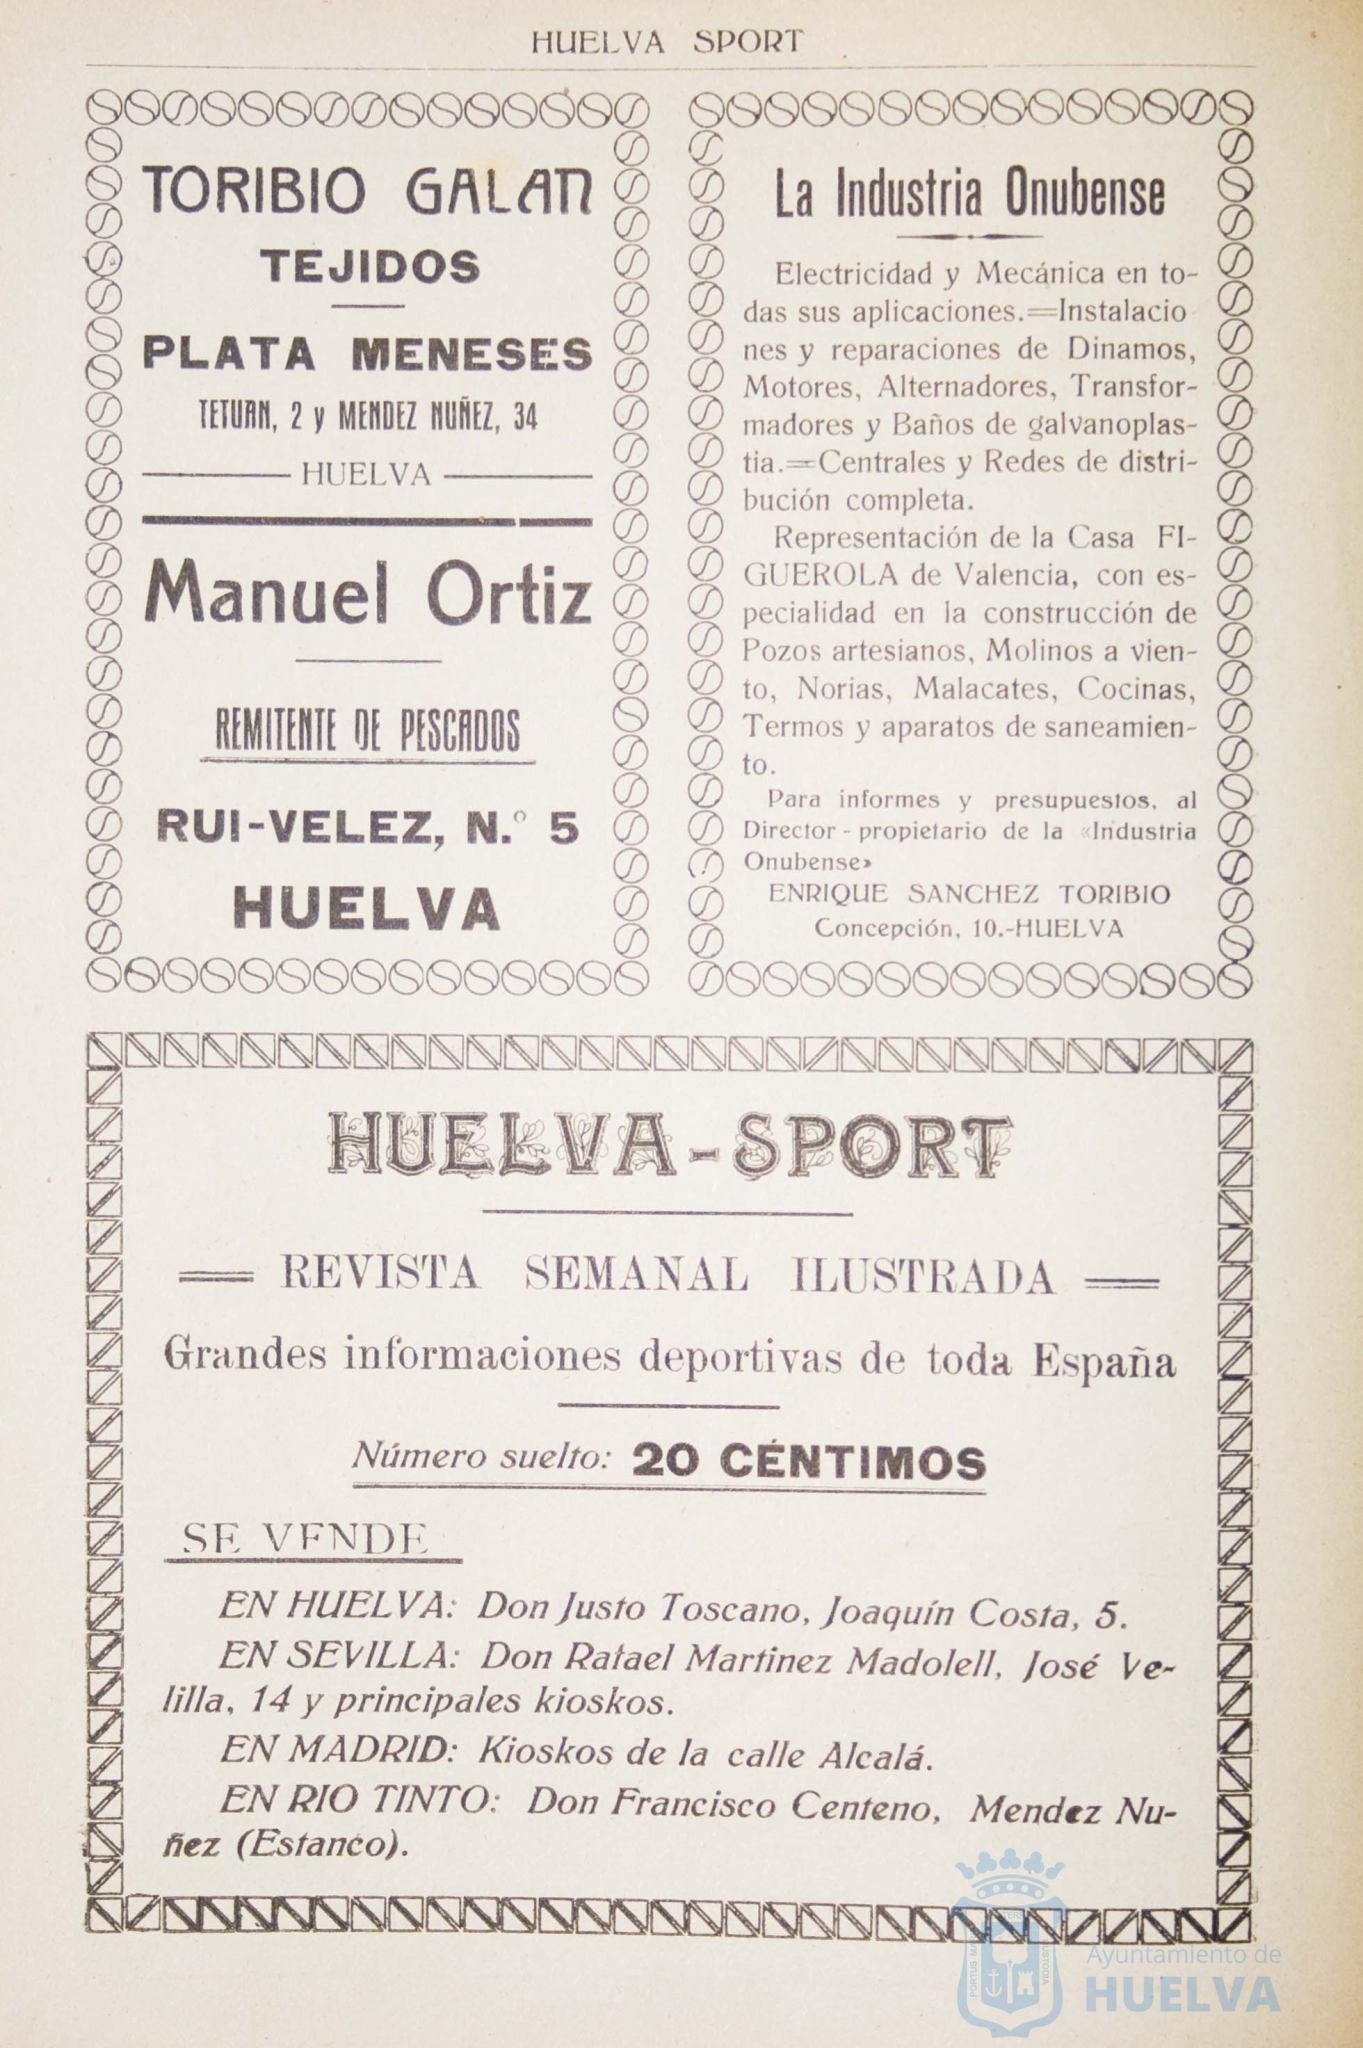 HUELVA SPORT
TORIBIO GALAN
TEJIDOS
PLATA MENESES
TETUAN, 2 y MENDEZ NUÑEZ, 34
HUELVA
Manuel Ortiz
REMITENTE DE PESCADOS
RUI-VELEZ, N.º 5
HUELVA
La Industria Onubense
Electricidad y Mecánica en to-
das sus aplicaciones.=Instalacio
nes y reparaciones de Dinamos,
Motores, Alternadores, Transfor-
madores y Baños de galvanoplas-
tia.=Centrales y Redes de distri-
bución completa.
Representación de la Casa FI-
GUEROLA de Valencia, con es-
pecialidad en la construcción de
Pozos artesianos, Molinos a vien-
to, Norias, Malacates, Cocinas,
Termos y aparatos de saneamien-
to.
Para informes y presupuestos, al
Director - propietario de la «Industria
Onubense»
ENRIQUE SANCHEZ TORIBIO
Concepción, 10.-HUELVA
HUELVA-SPORT
REVISTA SEMANAL ILUSTRADA
Grandes informaciones deportivas de toda España
Número suelto: 20 CÉNTIMOS
SE VENDE
EN HUELVA: Don Justo Toscano, Joaquín Costa, 5.
EN SEVILLA: Don Rafael Martinez Madolell, José Ve-
lilla, 14 y principales kioskos.
EN MADRID: Kioskos de la calle Alcalá.
EN RIO TINTO: Don Francisco Centeno, Mendez Nu-
ñez (Estanco).
Ayuntamiento de
HUELVA